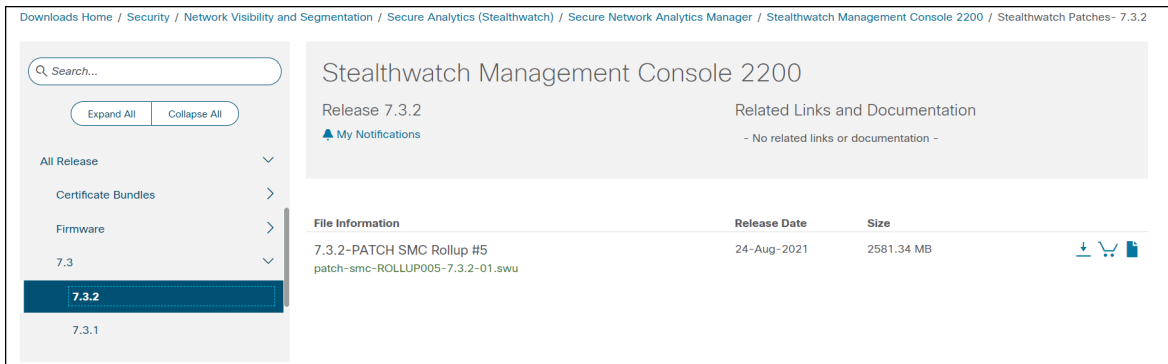 Downloads Home / Security / Network Visibility and Segmentation / Secure Analytics (Stealthwatch) / Secure Network Analytics Manager / Stealthwatch Management Console 2200 / Stealthwatch Patches- 7.3.2
Search...
Expand All
Collapse All
All Release
Certificate Bundles
Firmware
7.3
7.3.2
7.3.1
Stealthwatch Management Console 2200
Release 7.3.2
My Notifications
Related Links and Documentation
- No related links or documentation -
File Information Release Date Size
7.3.2-PATCH SMC Rollup #5 24-Aug-2021 2581.34 MB
patch-smc-ROLLUP005-7.3.2-01.swu